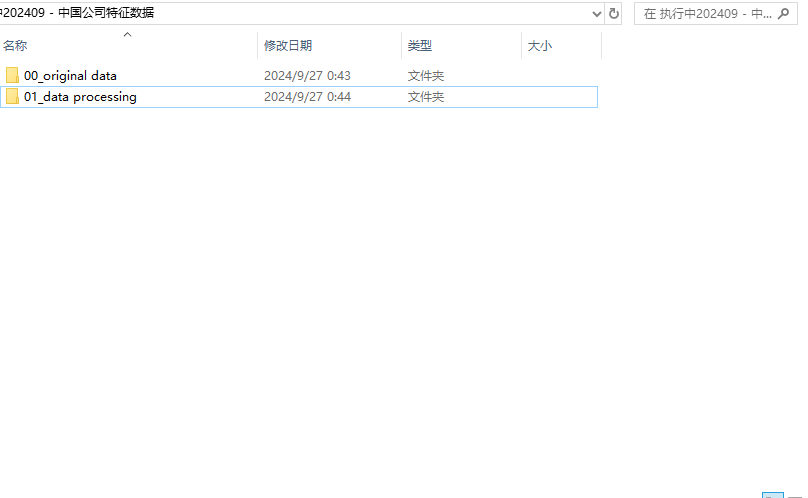 中202409 - 中国公司特征数据
在 执行中202409 - 中...
名称 修改日期 类型 大小
00_original data 2024/9/27 0:43 文件夹
01_data processing 2024/9/27 0:44 文件夹